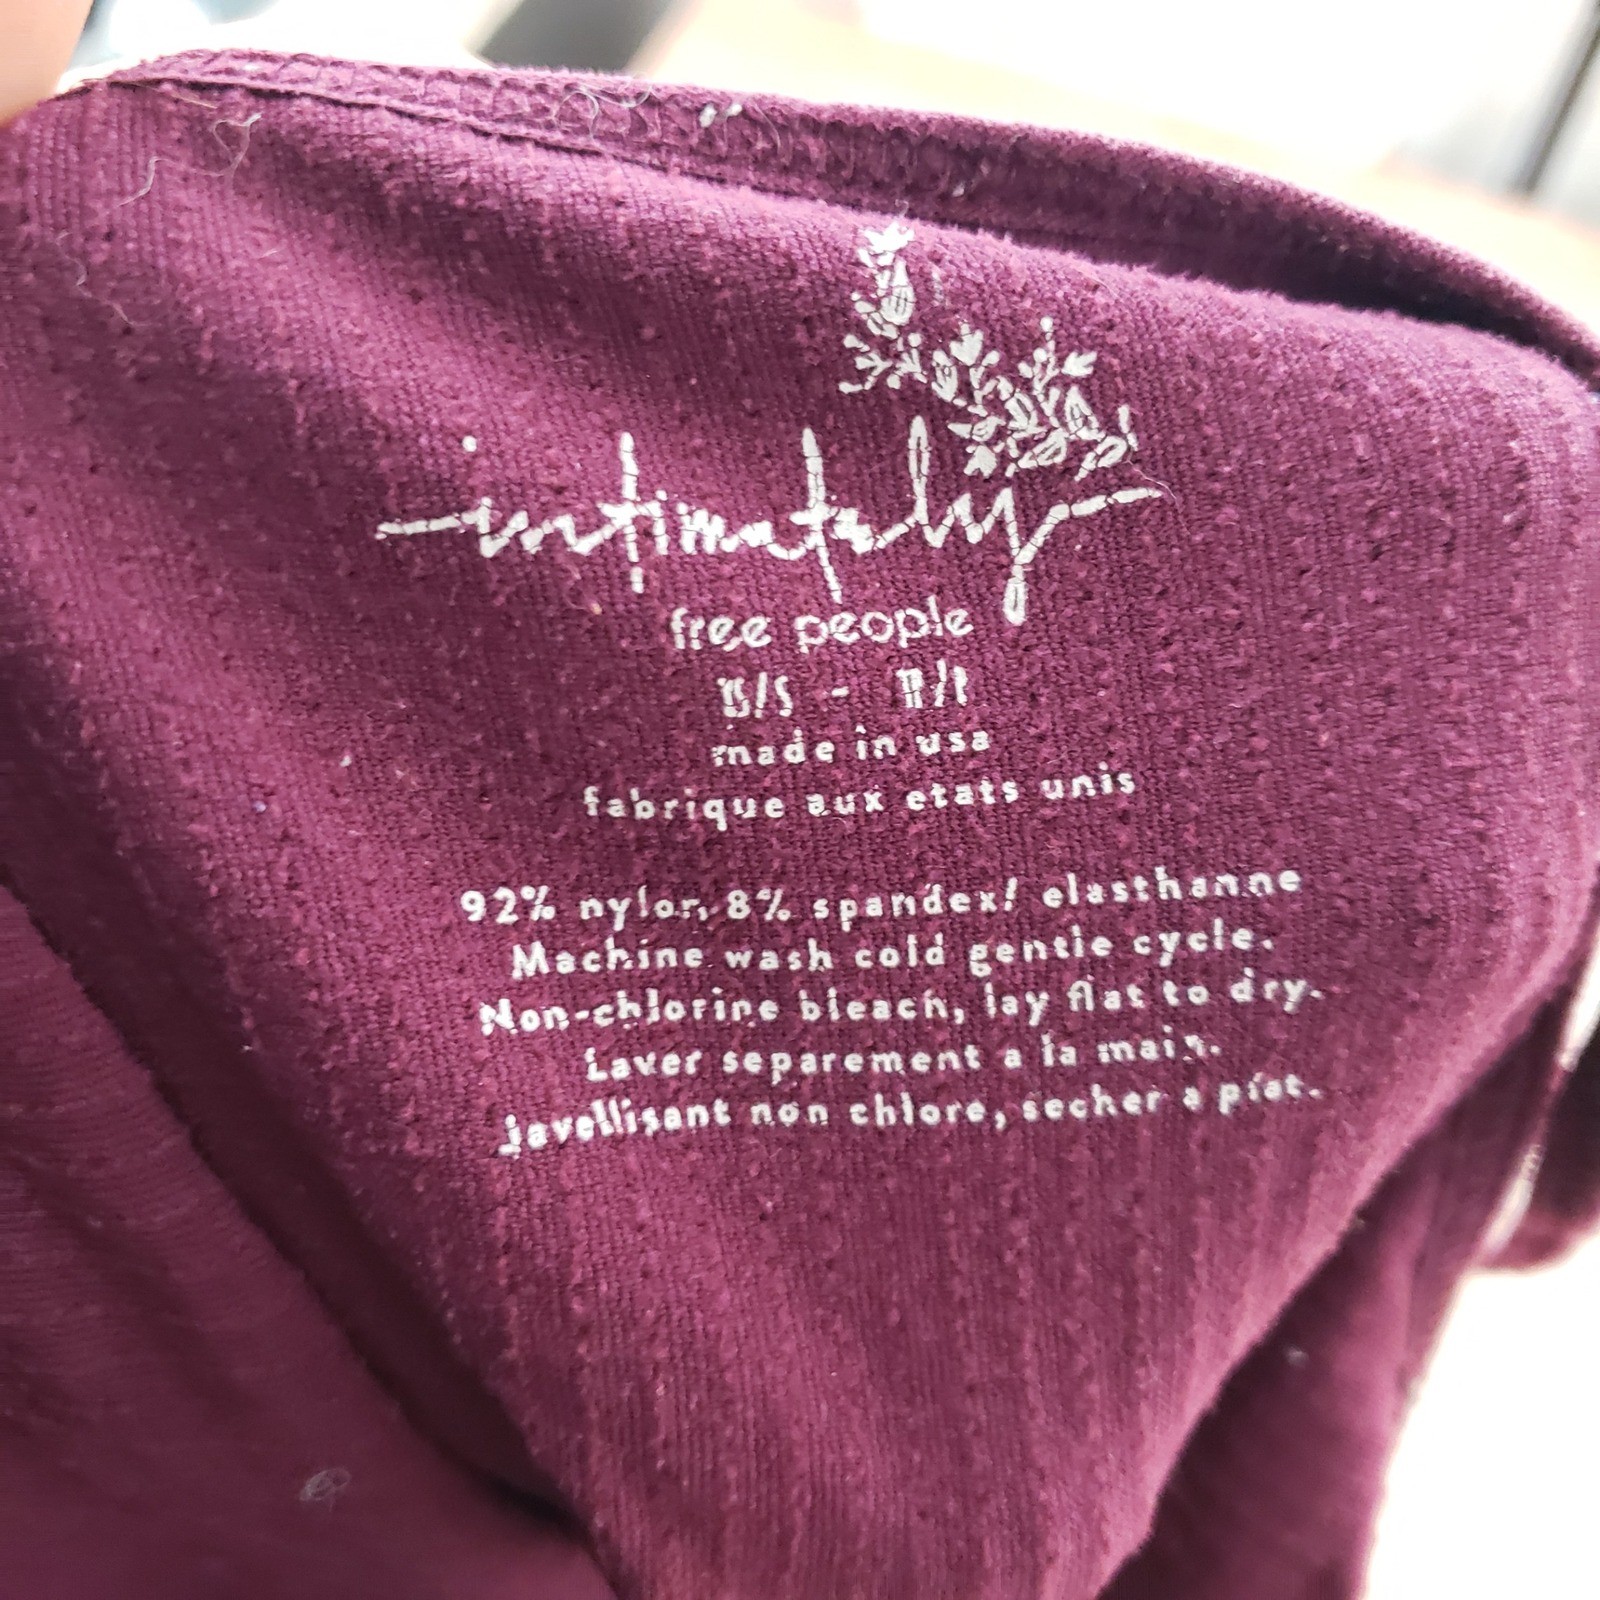 intimately
free people
XS/S - TP/P
made in usa
fabrique aux etats unis
92% nylon, 8% spandex/ elasthanne
Machine wash cold gentle cycle.
Non-chlorine bleach, lay flat to dry.
Laver separement a la main.
javellisant non chlore, secher a plat.